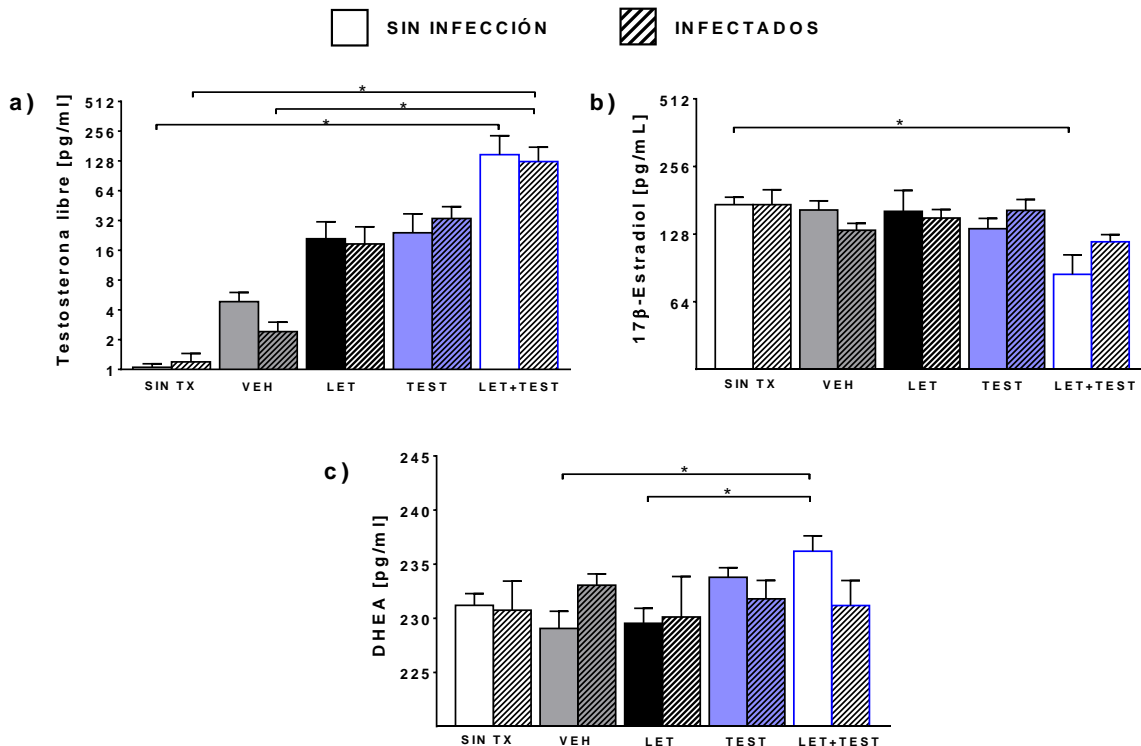 SIN INFECCIÓN
INFECTADOS
a)
Testosterona libre [pg/ml]
512
256
128
64
32
16
8
4
2
1
*
*
*
SIN TX VEH LET TEST LET+TEST
b)
17β-Estradiol [pg/mL]
512
256
128
64
*
SIN TX VEH LET TEST LET+TEST
c)
DHEA [pg/ml]
245
240
235
230
225
*
*
SIN TX VEH LET TEST LET+TEST